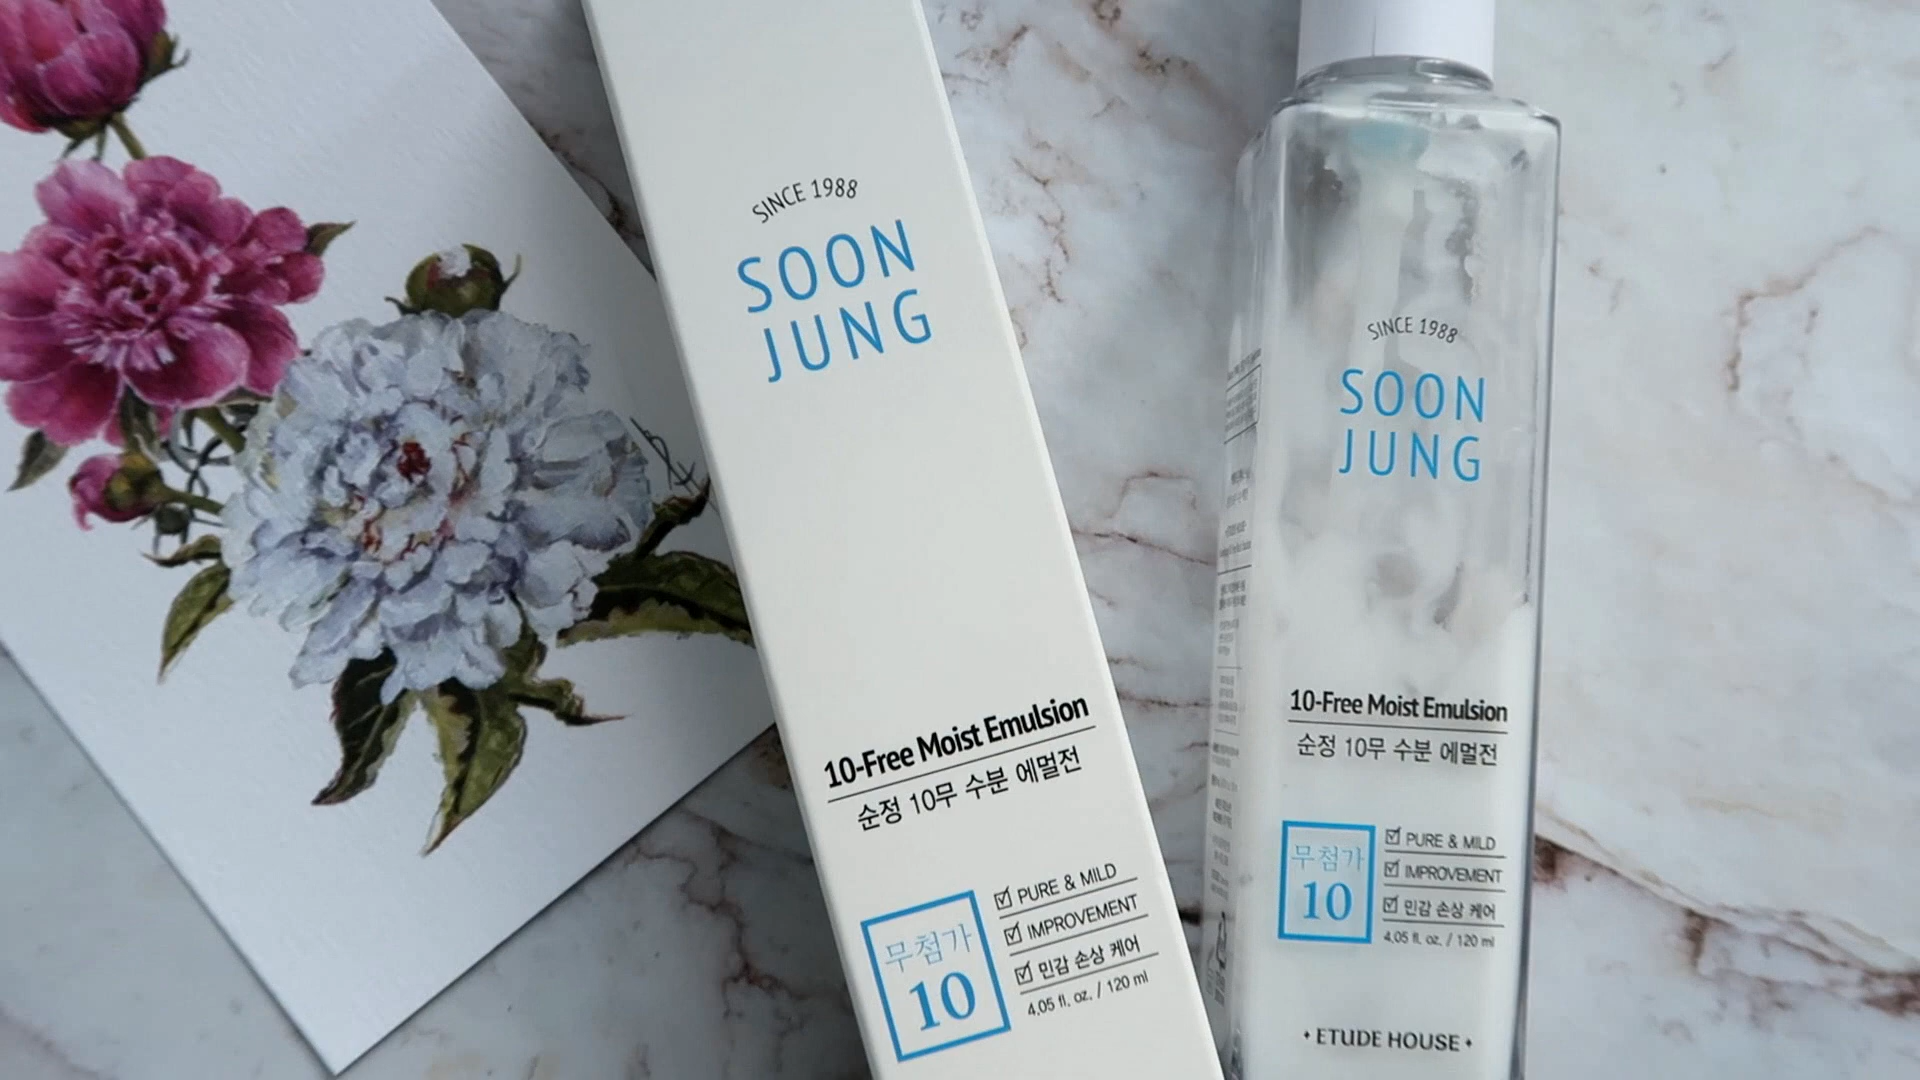 SINCE 1988
SOON
JUNG
10-Free Moist Emulsion
순정 10무 수분 에멀전
무첨가
10
PURE & MILD
IMPROVEMENT
민감 손상 케어
4.05 fl. oz. / 120 ml
SINCE 1988
SOON
JUNG
10-Free Moist Emulsion
순정 10무 수분 에멀전
무첨가
10
PURE & MILD
IMPROVEMENT
민감 손상 케어
4.05 fl. oz. / 120 ml
ETUDE HOUSE